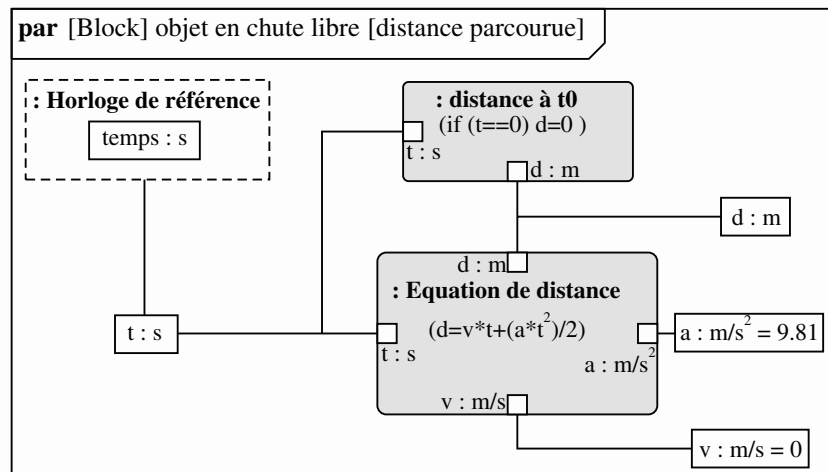 par [Block] objet en chute libre [distance parcourue]
: Horloge de référence
temps : s
: distance à t0
(if (t==0) d=0 )
t : s
d : m
d : m
d : m
: Equation de distance
(d=v*t+(a*t²)/2)
t : s
t : s
a : m/s²
a : m/s² = 9.81
v : m/s
v : m/s = 0